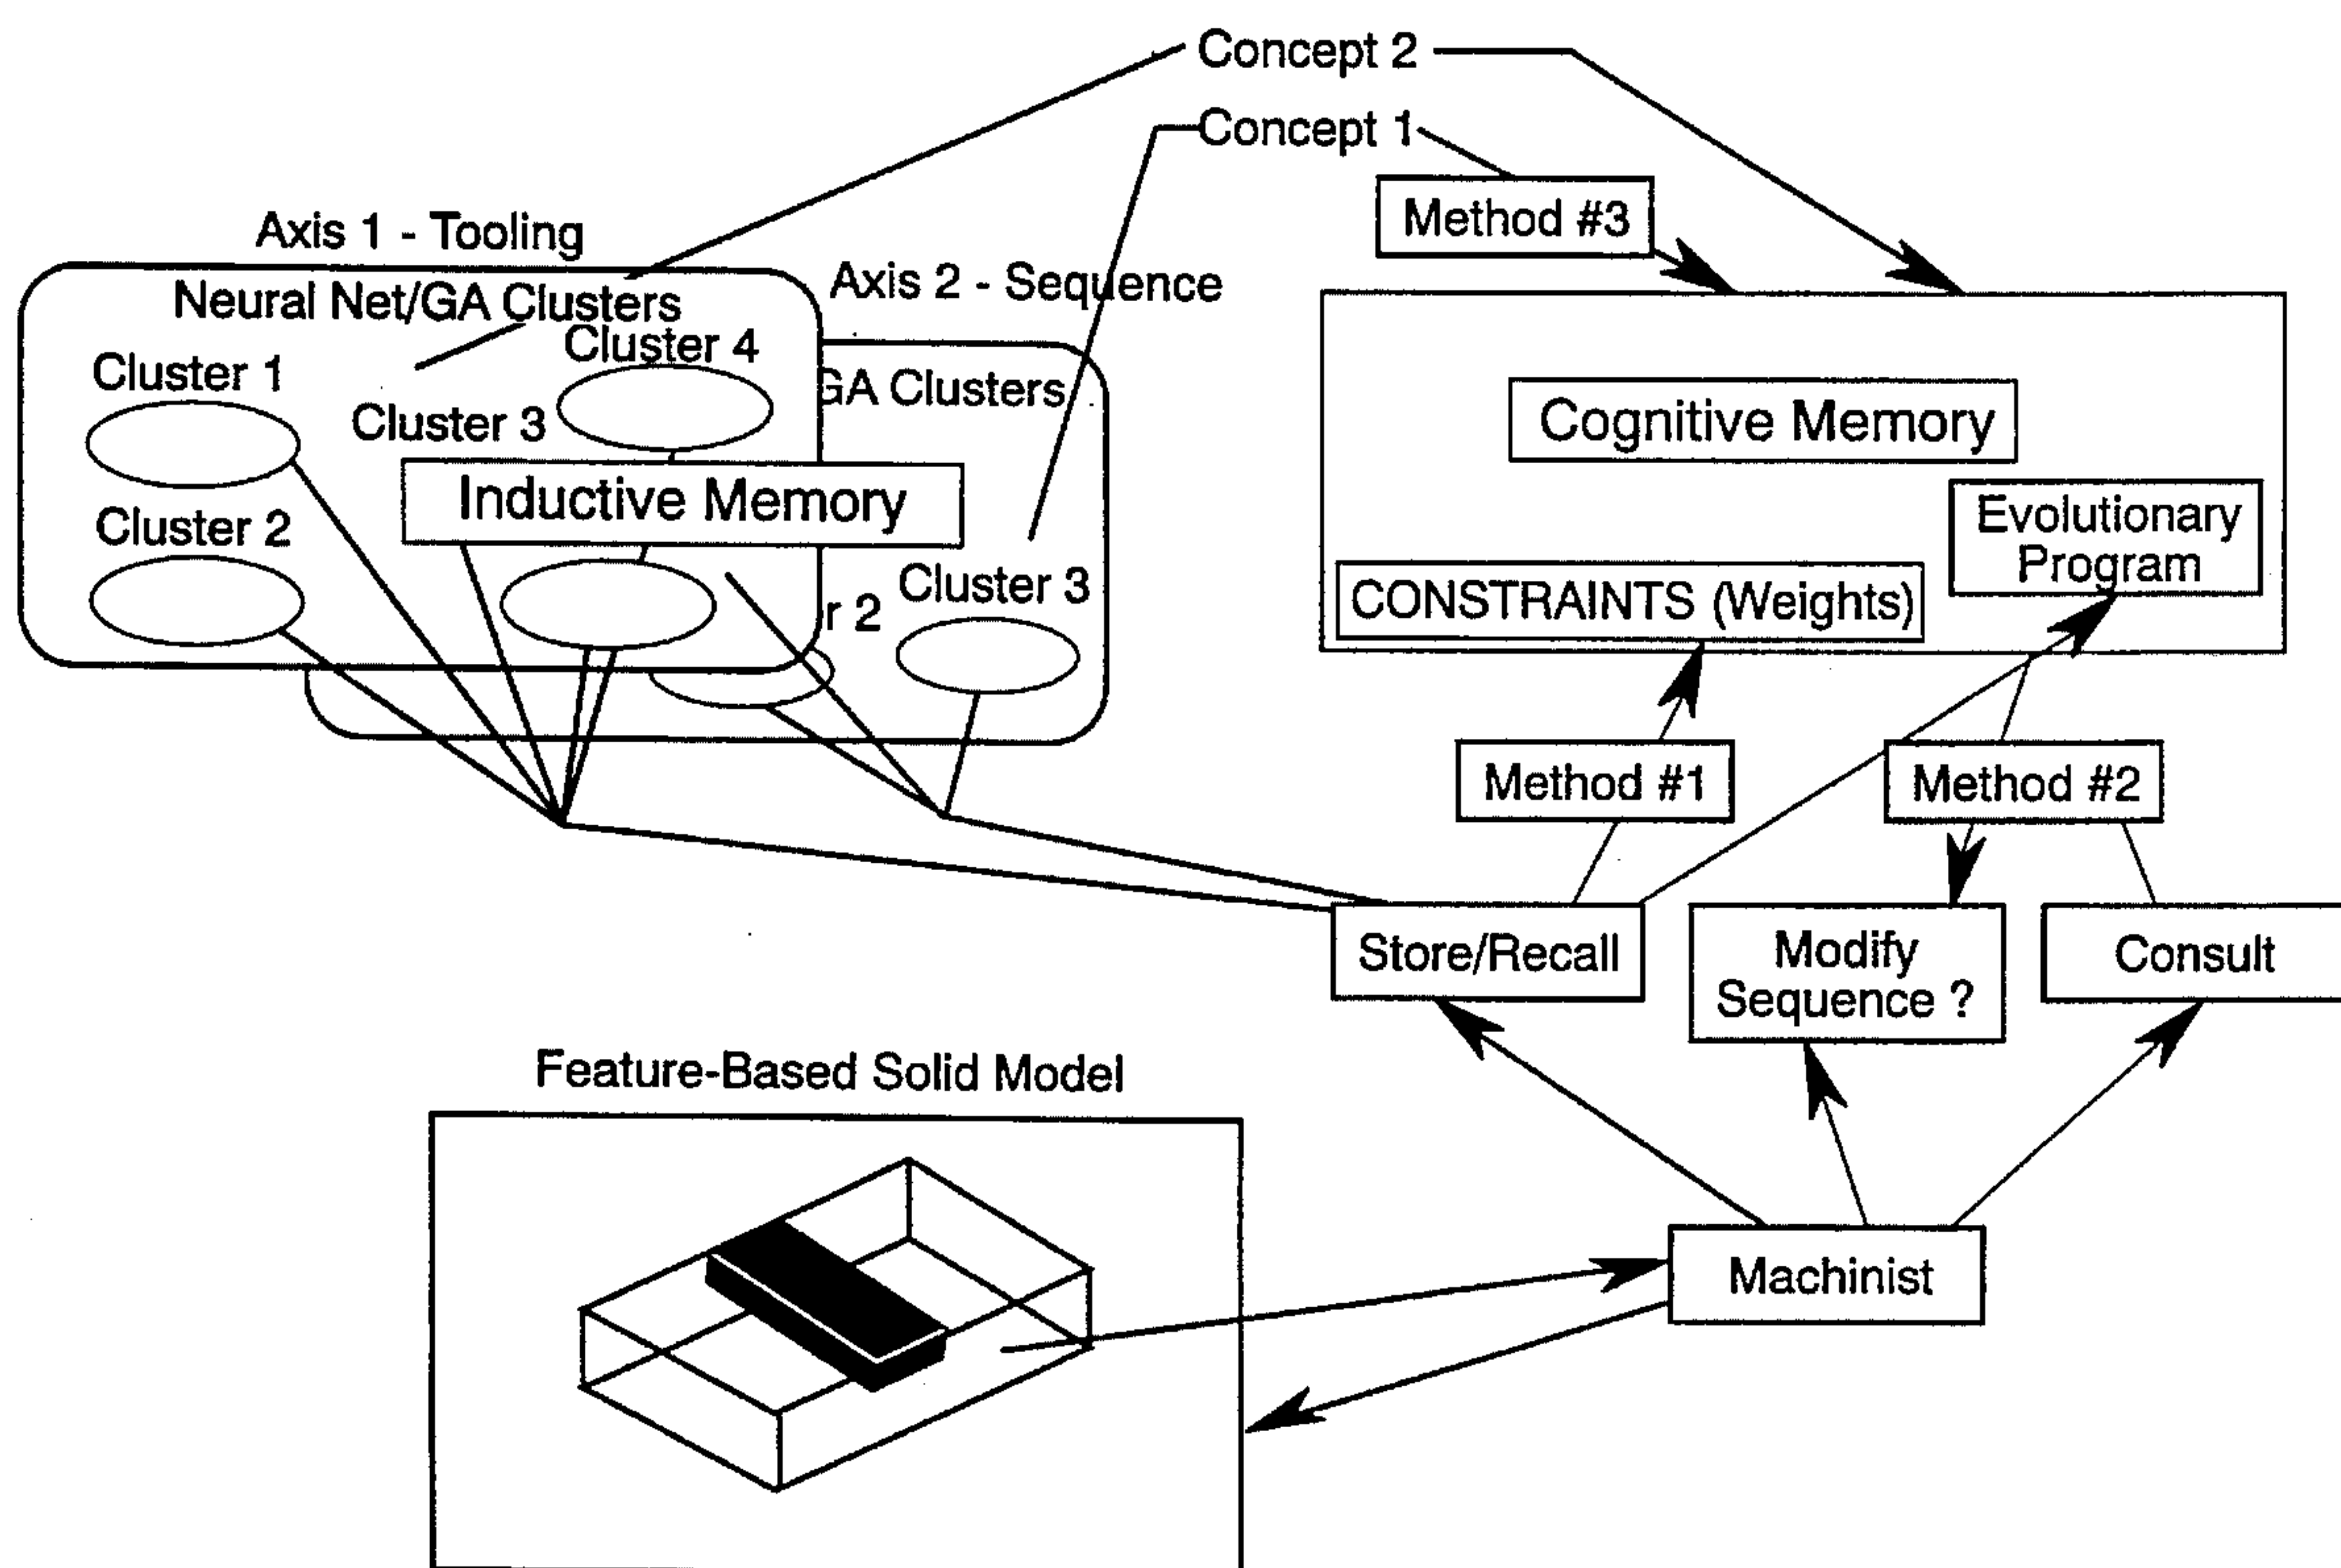 Concept 2
Concept 1
Method #3
Axis 1 - Tooling
Axis 2 - Sequence
Neural Net/GA Clusters
Cluster 4
Cluster 1
GA Clusters
Cluster 3
Cognitive Memory
Inductive Memory
Cluster 2
Evolutionary
Program
CONSTRAINTS (Weights)
r 2
Cluster 3
Method #1
Method #2
Store/Recall
Modify
Sequence ?
Consult
Feature-Based Solid Model
Machinist